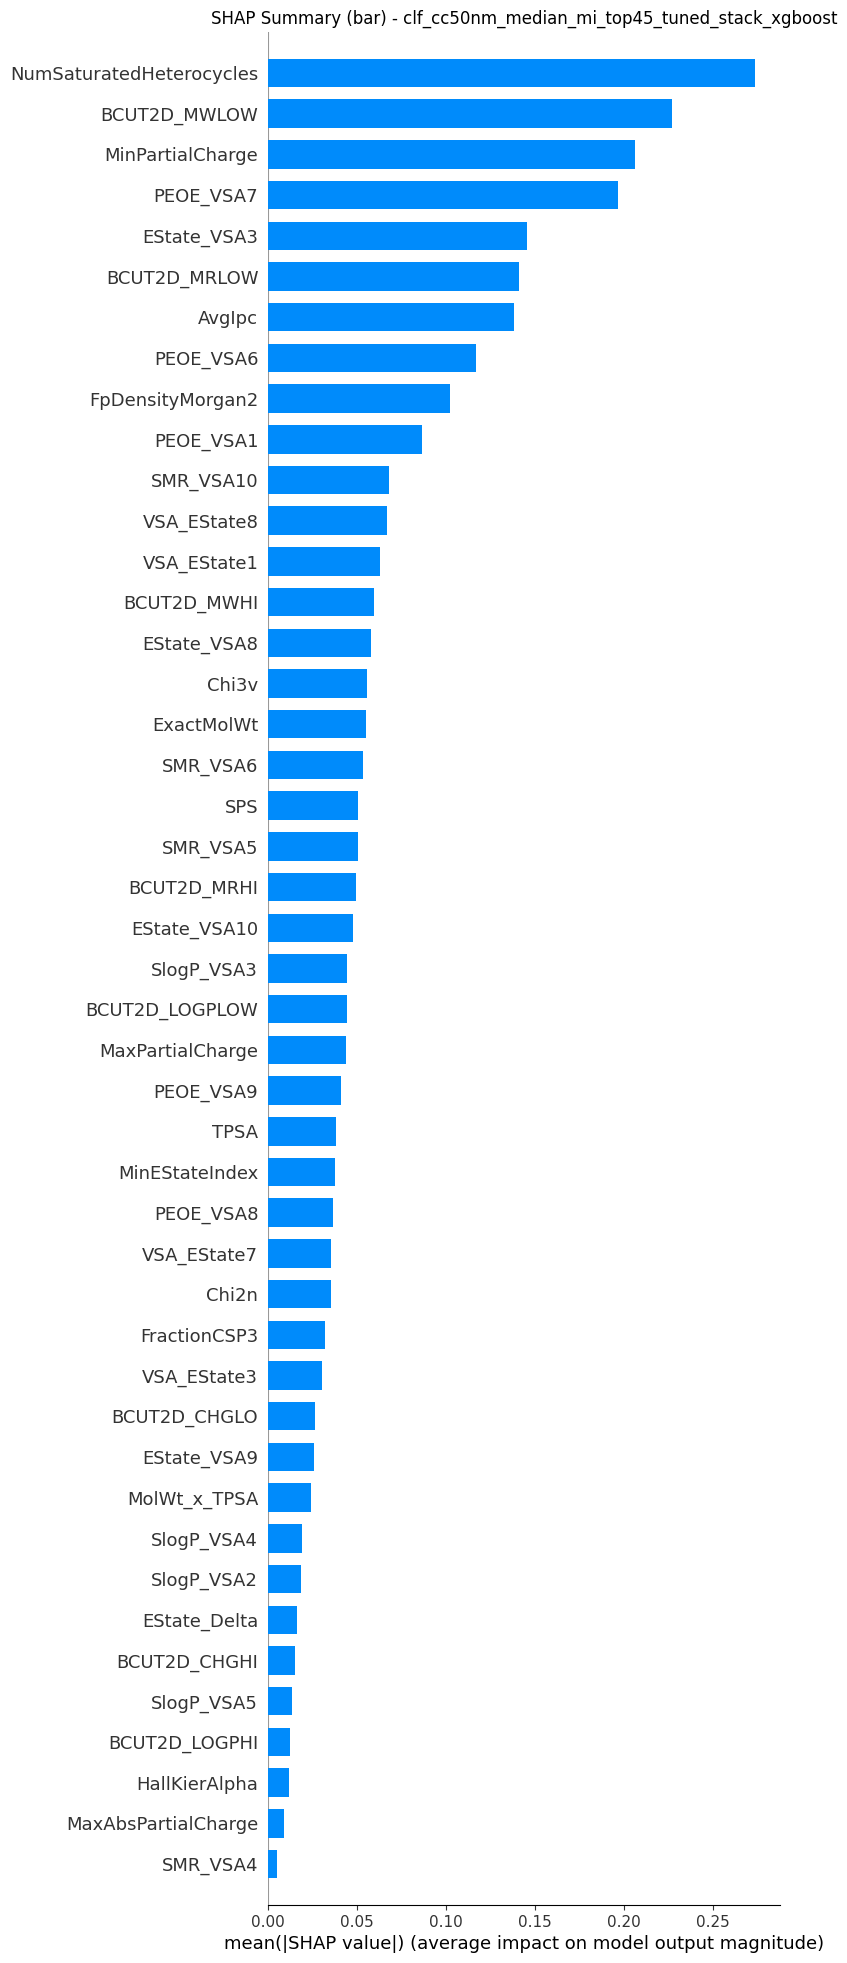 SHAP Summary (bar) - clf_cc50nm_median_mi_top45_tuned_stack_xgboost
NumSaturatedHeterocycles
BCUT2D_MWLOW
MinPartialCharge
PEOE_VSA7
EState_VSA3
BCUT2D_MRLOW
AvgIpc
PEOE_VSA6
FpDensityMorgan2
PEOE_VSA1
SMR_VSA10
VSA_EState8
VSA_EState1
BCUT2D_MWHI
EState_VSA8
Chi3v
ExactMolWt
SMR_VSA6
SPS
SMR_VSA5
BCUT2D_MRHI
EState_VSA10
SlogP_VSA3
BCUT2D_LOGPLOW
MaxPartialCharge
PEOE_VSA9
TPSA
MinEStateIndex
PEOE_VSA8
VSA_EState7
Chi2n
FractionCSP3
VSA_EState3
BCUT2D_CHGLO
EState_VSA9
MolWt_x_TPSA
SlogP_VSA4
SlogP_VSA2
EState_Delta
BCUT2D_CHGHI
SlogP_VSA5
BCUT2D_LOGPHI
HallKierAlpha
MaxAbsPartialCharge
SMR_VSA4
0.00 0.05 0.10 0.15 0.20 0.25
mean(|SHAP value|) (average impact on model output magnitude)